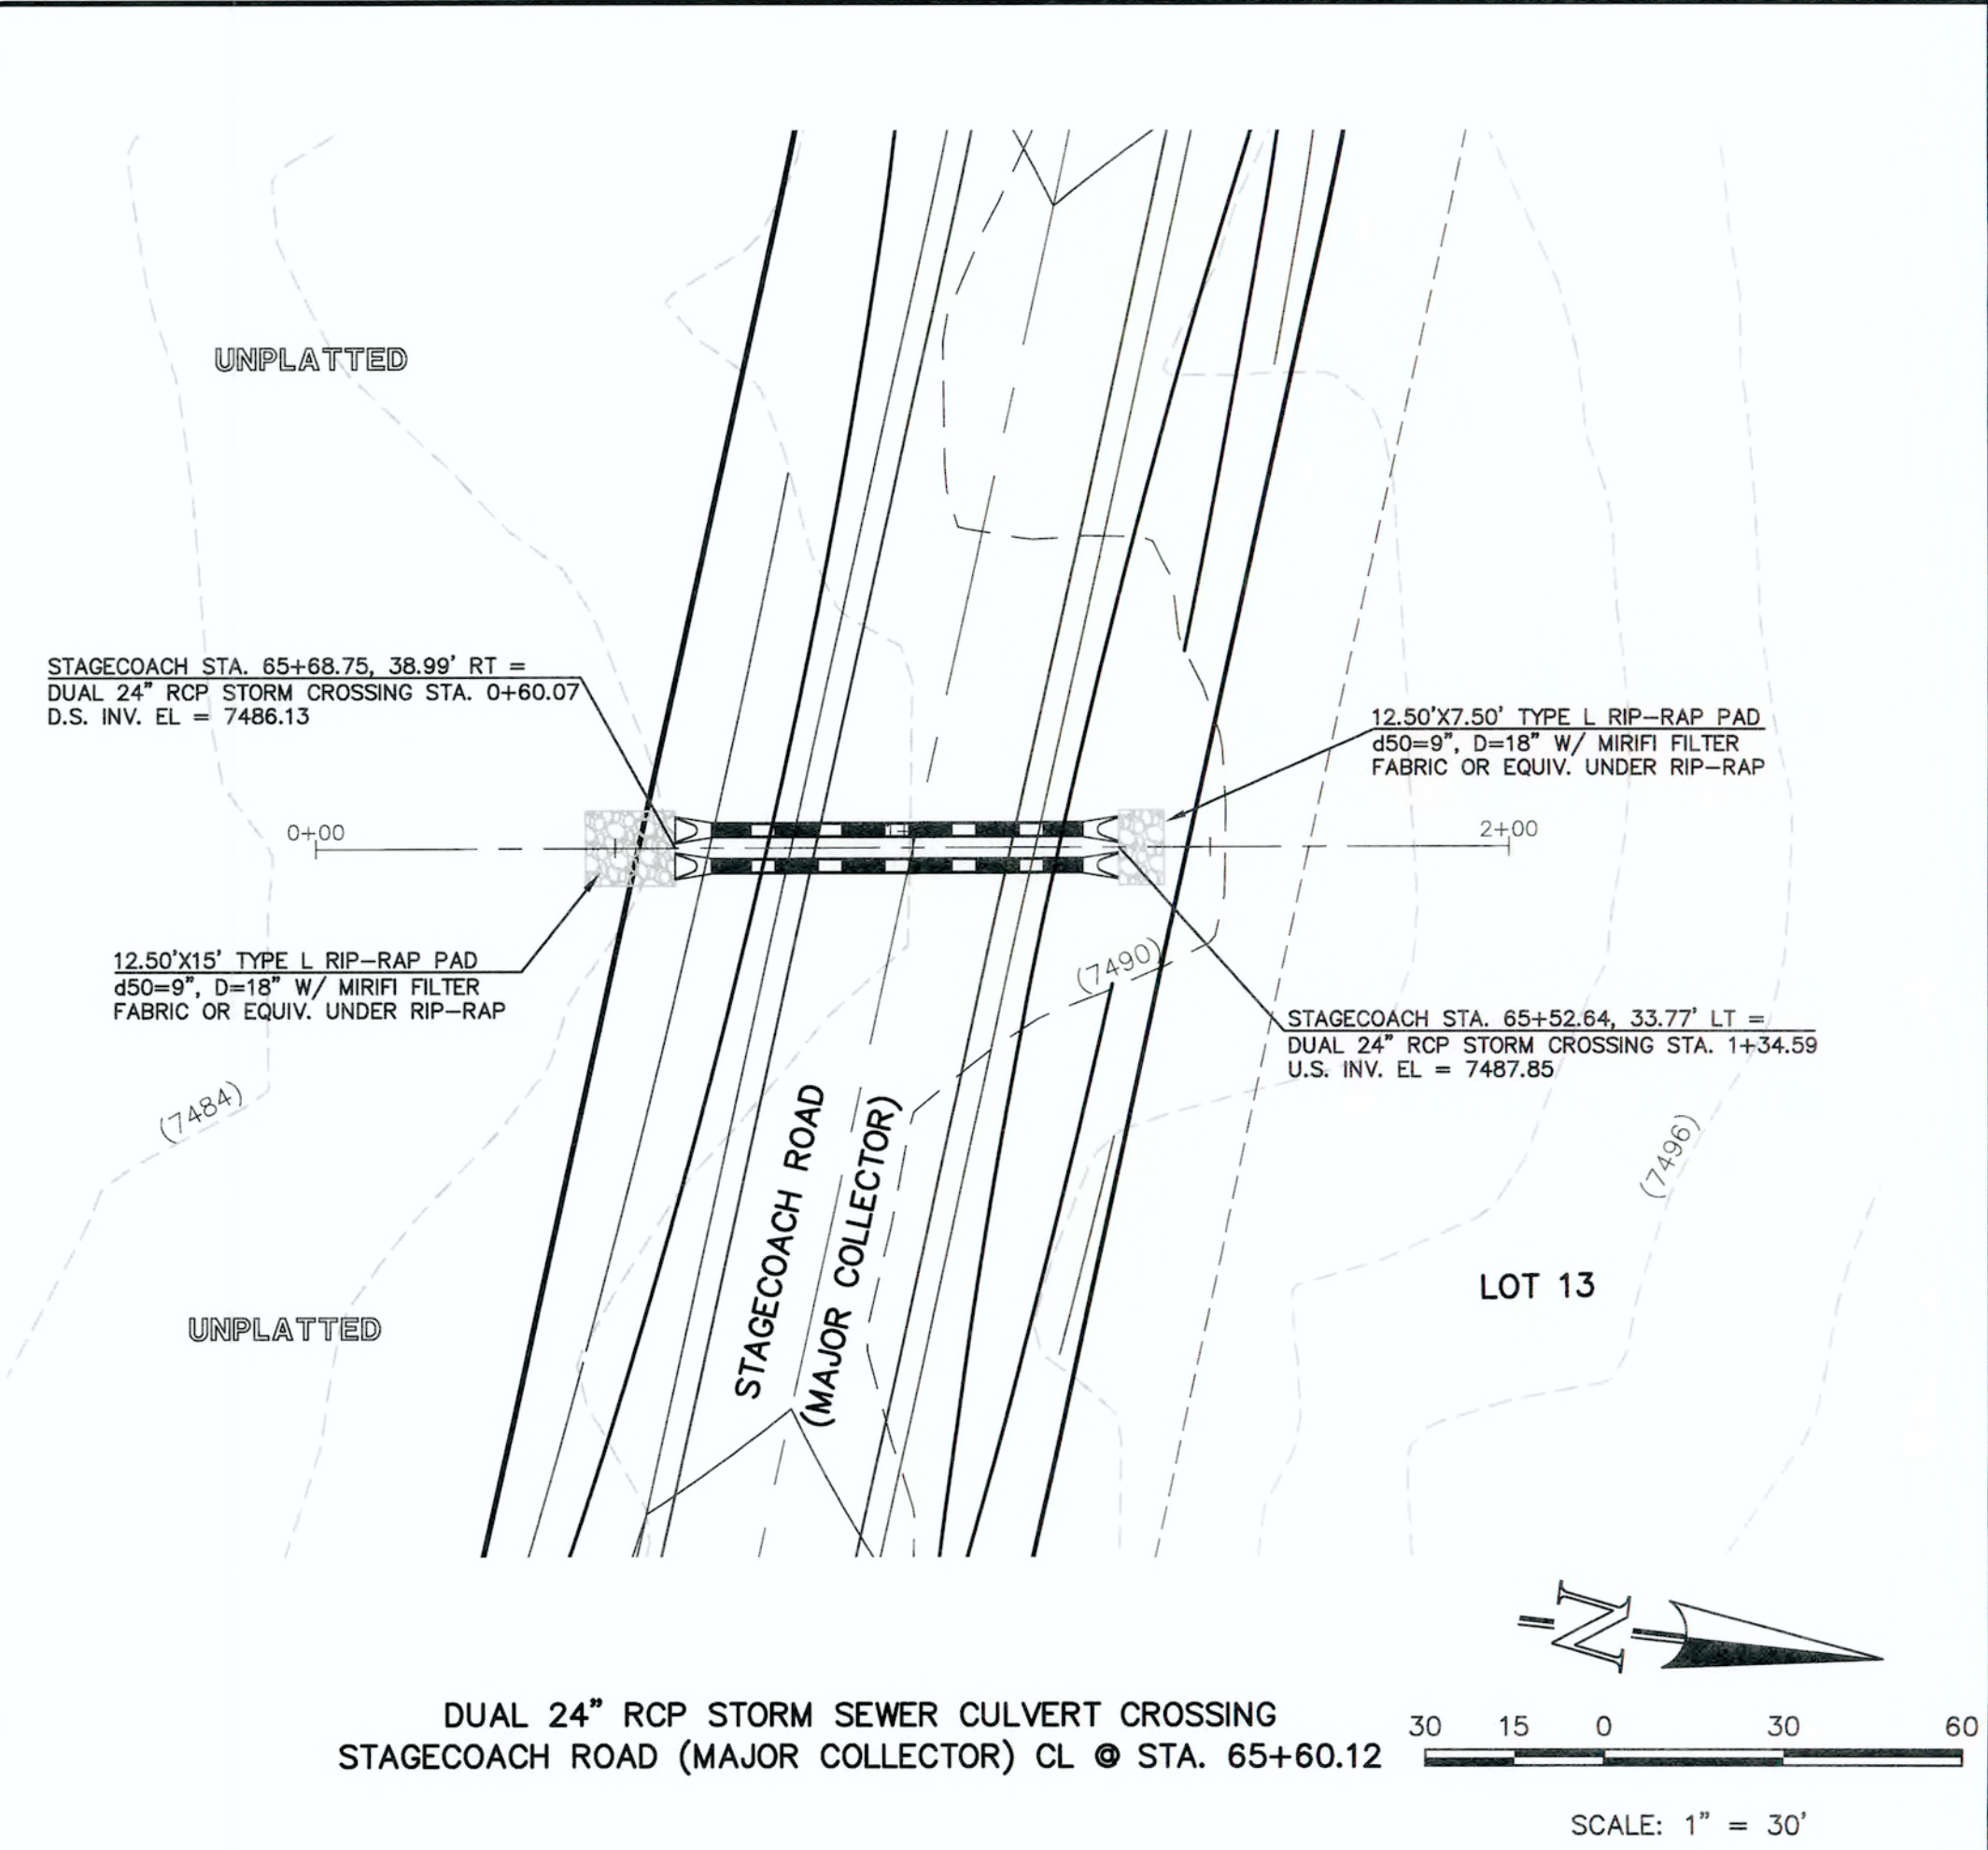 UNPLATTED
STAGECOACH STA. 65+68.75, 38.99' RT =
DUAL 24" RCP STORM CROSSING STA. 0+60.07
D.S. INV. EL = 7486.13
12.50'X7.50' TYPE L RIP-RAP PAD
d50=9", D=18" W/ MIRIFI FILTER
FABRIC OR EQUIV. UNDER RIP-RAP
0+00
2+00
12.50'X15' TYPE L RIP-RAP PAD
d50=9", D=18" W/ MIRIFI FILTER
FABRIC OR EQUIV. UNDER RIP-RAP
(7490)
STAGECOACH STA. 65+52.64, 33.77' LT =
DUAL 24" RCP STORM CROSSING STA. 1+34.59
U.S. INV. EL = 7487.85
(7484)
(7496)
STAGECOACH ROAD
(MAJOR COLLECTOR)
LOT 13
UNPLATTED
N
DUAL 24" RCP STORM SEWER CULVERT CROSSING
STAGECOACH ROAD (MAJOR COLLECTOR) CL @ STA. 65+60.12
30 15 0 30 60
SCALE: 1" = 30'